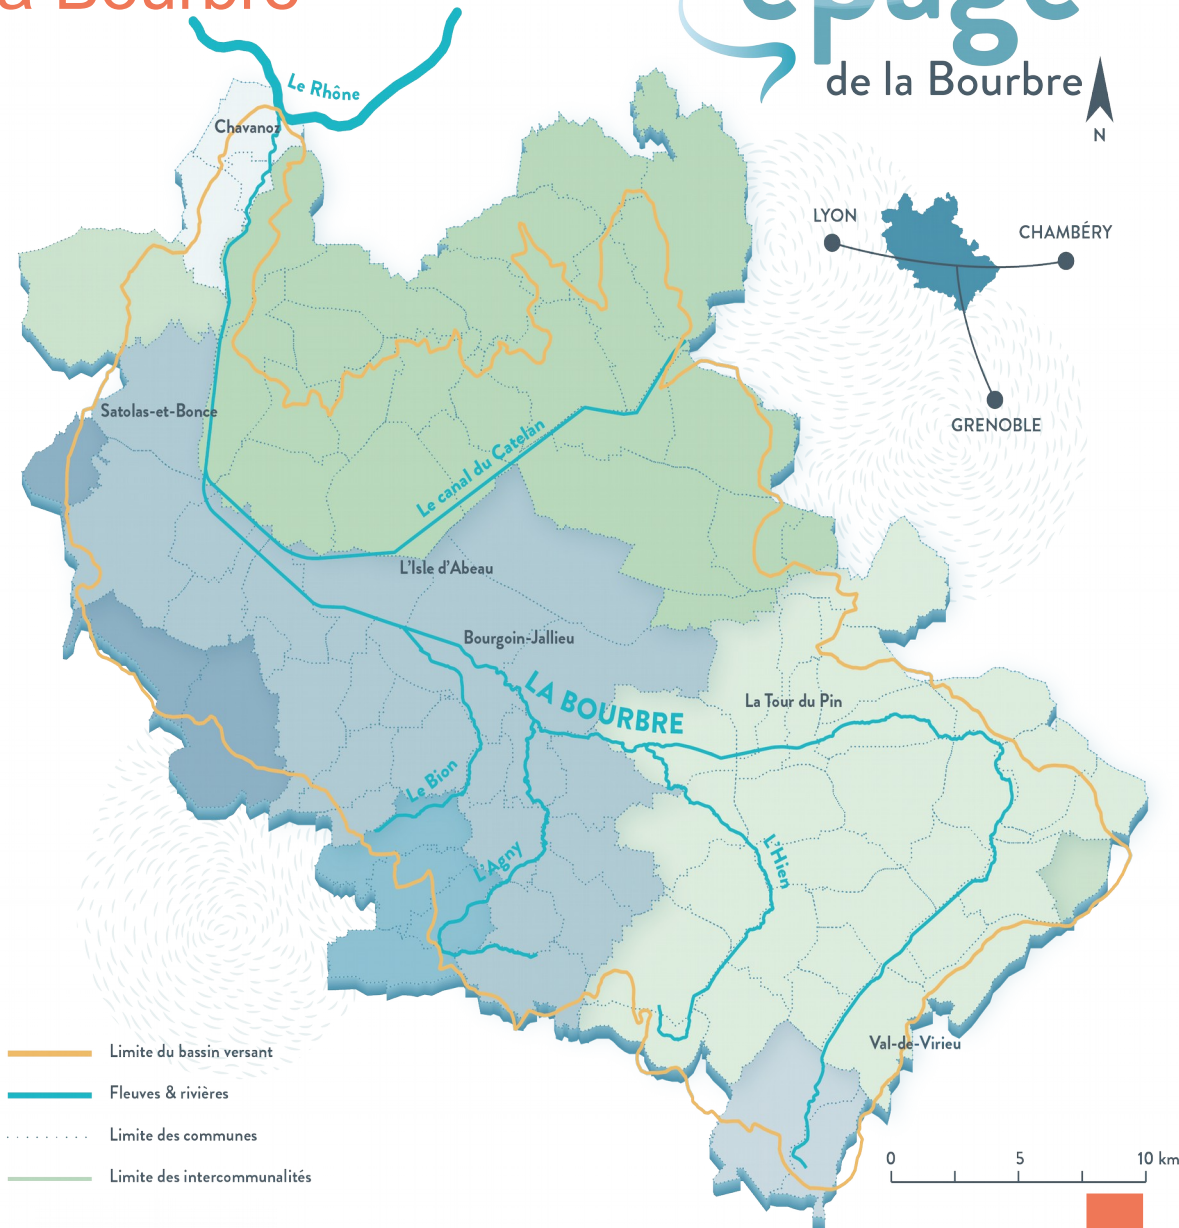 a Bourbre
épage
de la Bourbre
N
Le Rhône
Chavanoz
LYON
CHAMBÉRY
GRENOBLE
Satolas-et-Bonce
Le canal du Catelan
L'Isle d'Abeau
Bourgoin-Jallieu
LA BOURBRE
La Tour du Pin
Le Bion
L'Agny
L'Hien
Val-de-Virieu
Limite du bassin versant
Fleuves & rivières
Limite des communes
Limite des intercommunalités
0 5 10 km